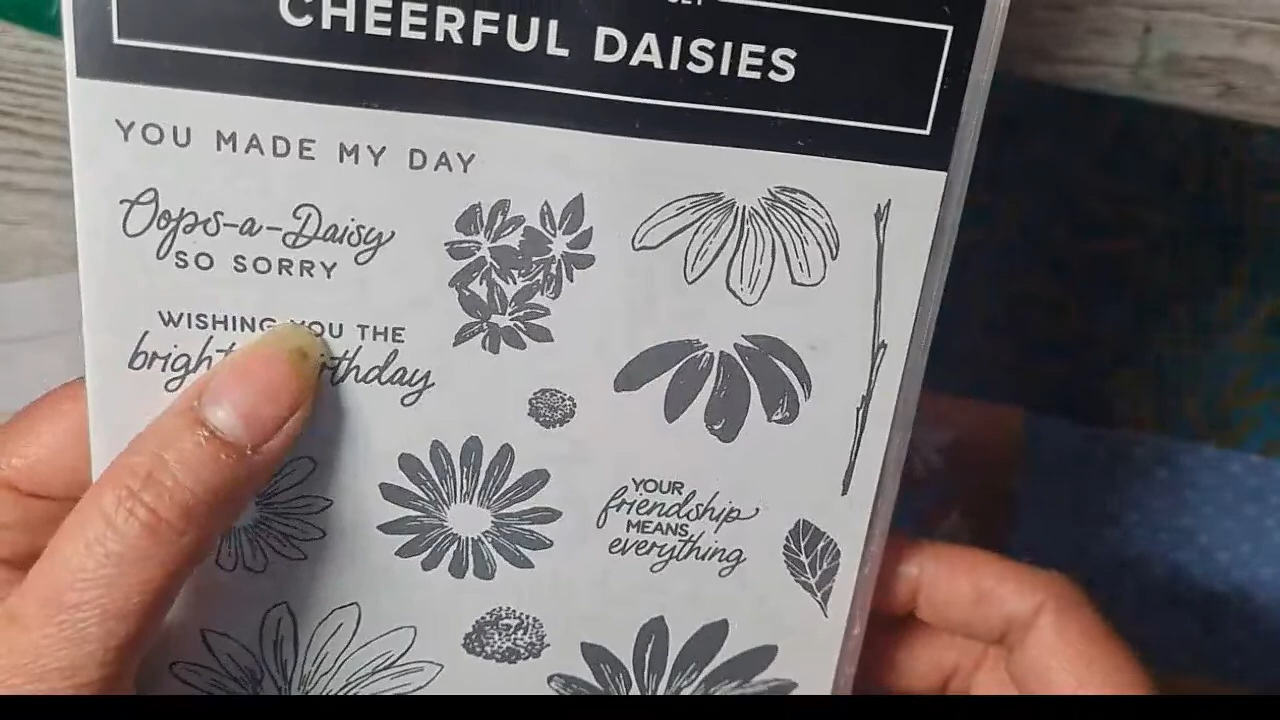 CHEERFUL DAISIES
YOU MADE MY DAY
Oops-a-Daisy
SO SORRY
WISHING YOU THE
YOUR
friendship
MEANS
everything